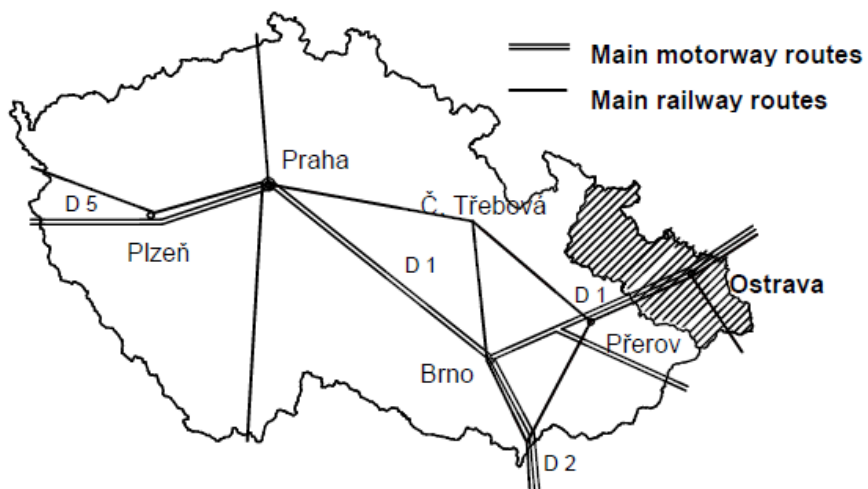 Main motorway routes
Main railway routes
Praha
D 5
Č. Třebová
Plzeň
D 1
Ostrava
D 1
Přerov
Brno
D 2